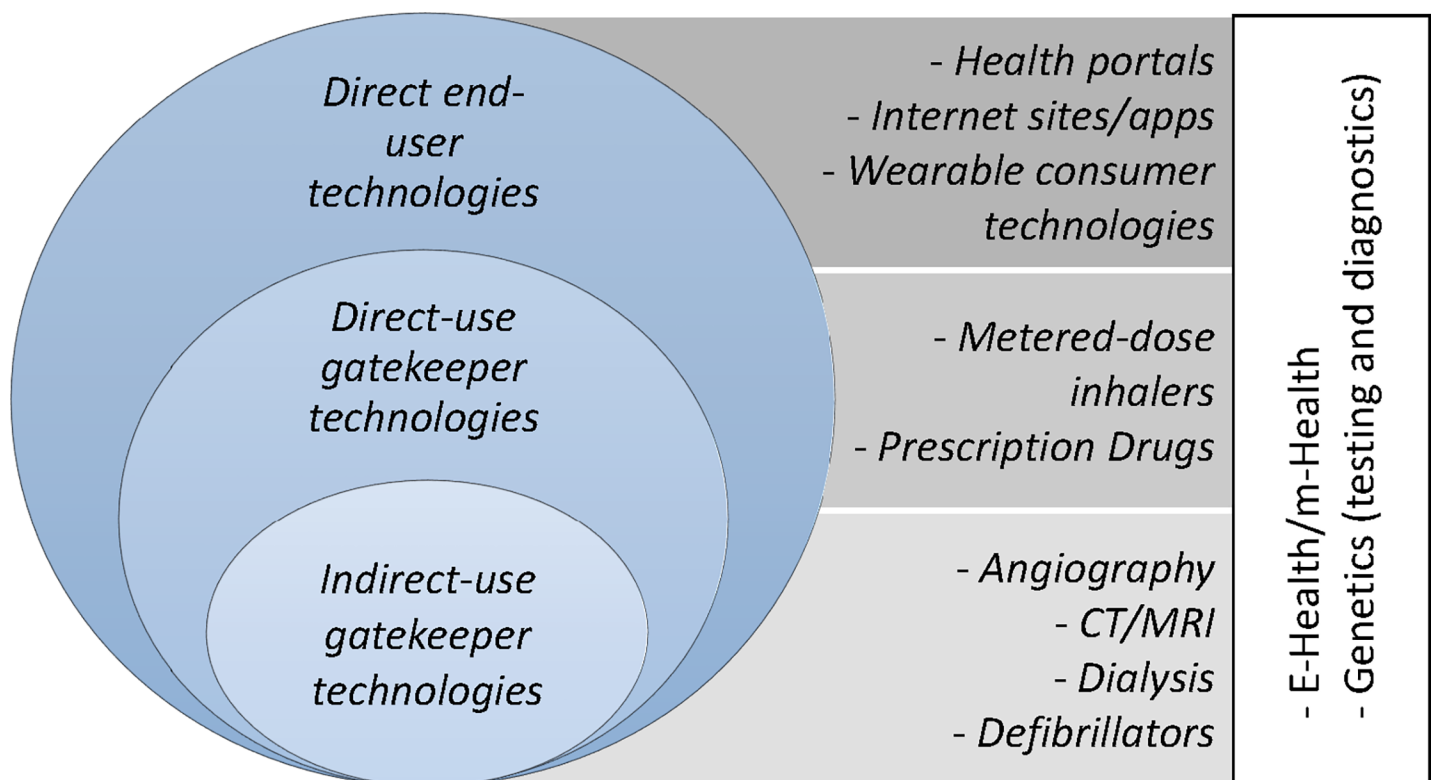 Direct end-
user
technologies
- Health portals
- Internet sites/apps
- Wearable consumer
technologies
Direct-use
gatekeeper
technologies
- Metered-dose
inhalers
- Prescription Drugs
Indirect-use
gatekeeper
technologies
- Angiography
- CT/MRI
- Dialysis
- Defibrillators
- E-Health/m-Health
- Genetics (testing and diagnostics)